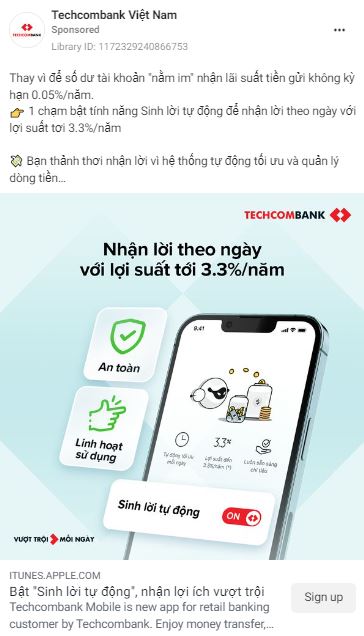 Techcombank Việt Nam
Sponsored
Library ID: 1172329240866753
Thay vì để số dư tài khoản "nằm im" nhận lãi suất tiền gửi không kỳ
hạn 0.05%/năm.
👉 1 chạm bật tính năng Sinh lời tự động để nhận lời theo ngày với
lợi suất tơi 3.3%/năm
💸 Bạn thảnh thơi nhận lời vì hệ thống tự động tối ưu và quản lý
dòng tiền...
TECHCOMBANK
TECHCOMBANK
Nhận lời theo ngày
với lợi suất tới 3.3%/năm
9:41
An toàn
Linh hoạt
sử dụng
3.3%
Tự động tối ưu
mỗi ngày
Lợi suất đến
3.3%/năm (*)
Luôn sẵn sàng
chi tiêu
Sinh lời tự động
ON
VƯỢT TRỘI MỖI NGÀY
ITUNES.APPLE.COM
Bật "Sinh lời tự động", nhận lợi ích vượt trội
Techcombank Mobile is new app for retail banking
customer by Techcombank. Enjoy money transfer,...
Sign up